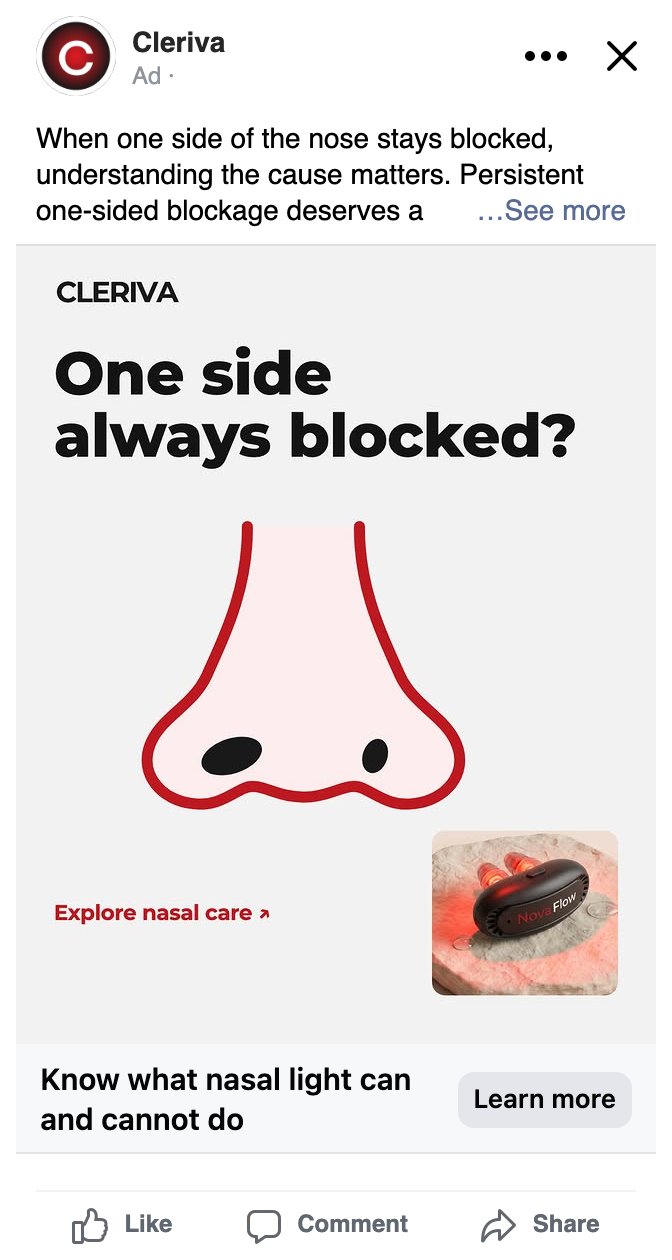 C
Cleriva
Ad ·
When one side of the nose stays blocked,
understanding the cause matters. Persistent
one-sided blockage deserves a ...See more
CLERIVA
One side
always blocked?
Explore nasal care ↗
NovaFlow
Know what nasal light can
and cannot do
Learn more
Like Comment Share